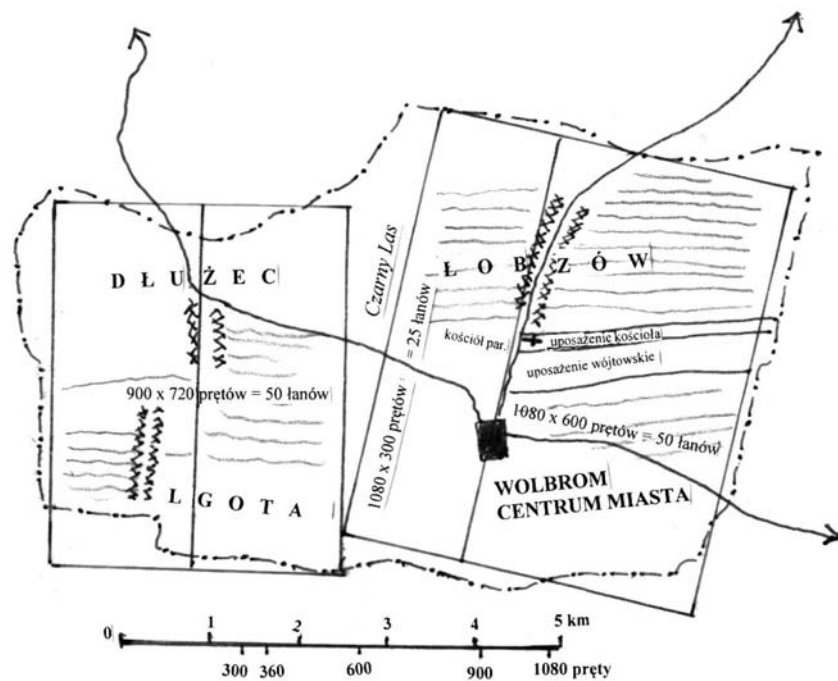 DŁUŻEC
Czarny Las
ŁOBZÓW
kościół par.
uposażenie kościoła
uposażenie wójtowskie
1080 x 300 prętów = 25 łanów
900 x 720 prętów = 50 łanów
1080 x 600 prętów = 50 łanów
LGOTA
WOLBROM
CENTRUM MIASTA
0 1 2 3 4 5 km
300 360 600 900 1080 pręty